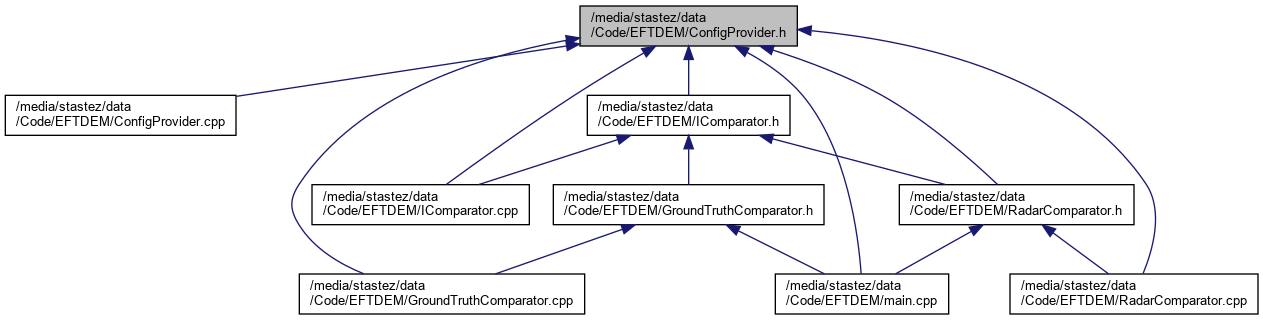 /media/stastez/data
/Code/EFTDEM/ConfigProvider.h
/media/stastez/data
/Code/EFTDEM/ConfigProvider.cpp
/media/stastez/data
/Code/EFTDEM/IComparator.h
/media/stastez/data
/Code/EFTDEM/IComparator.cpp
/media/stastez/data
/Code/EFTDEM/GroundTruthComparator.h
/media/stastez/data
/Code/EFTDEM/RadarComparator.h
/media/stastez/data
/Code/EFTDEM/GroundTruthComparator.cpp
/media/stastez/data
/Code/EFTDEM/main.cpp
/media/stastez/data
/Code/EFTDEM/RadarComparator.cpp